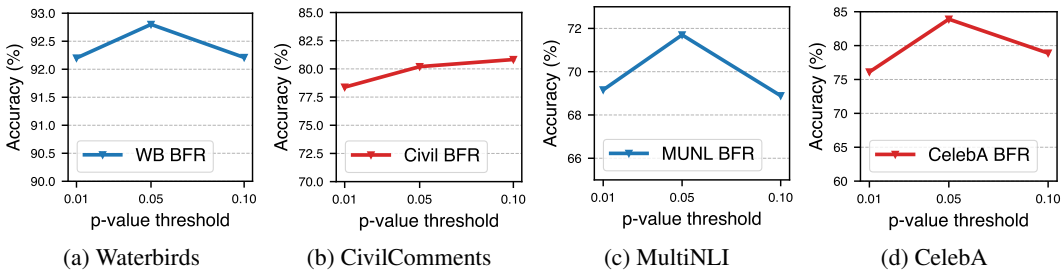 Accuracy (%)
93.0
92.5
92.0
91.5
91.0
90.5
90.0
WB BFR
0.01 0.05 0.10
p-value threshold
(a) Waterbirds
Accuracy (%)
85.0
82.5
80.0
77.5
75.0
72.5
70.0
Civil BFR
0.01 0.05 0.10
p-value threshold
(b) CivilComments
Accuracy (%)
72
70
68
66
MUNL BFR
0.01 0.05 0.10
p-value threshold
(c) MultiNLI
Accuracy (%)
85
80
75
70
65
60
CelebA BFR
0.01 0.05 0.10
p-value threshold
(d) CelebA